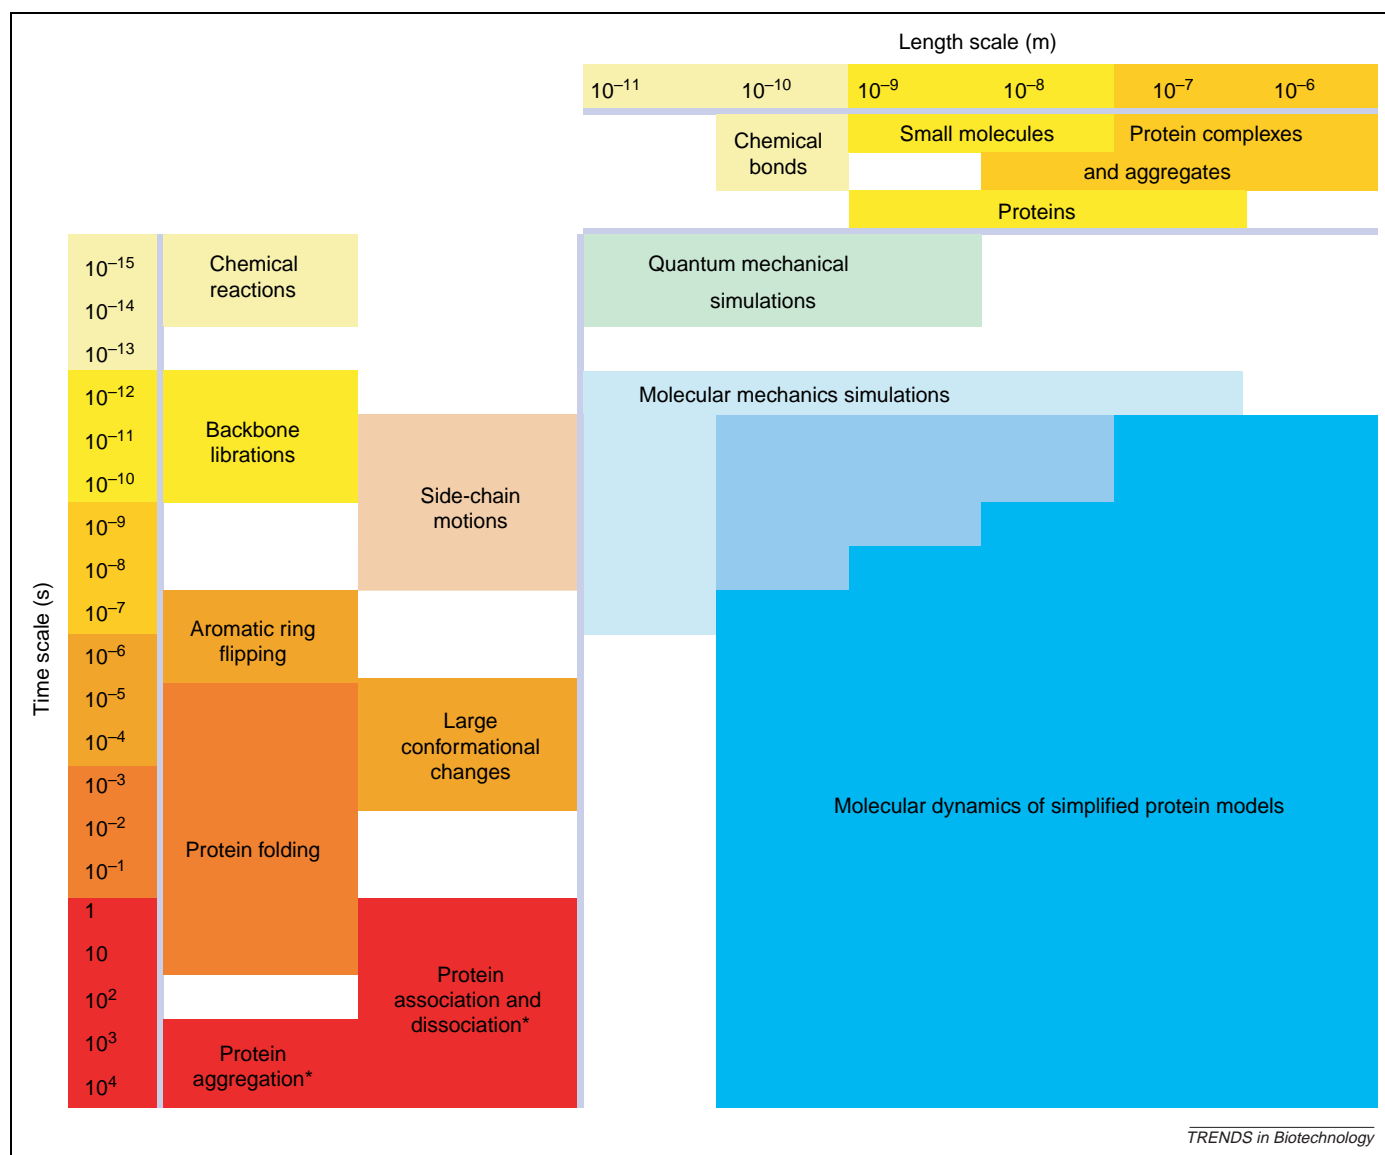 Length scale (m)
10⁻¹¹ 10⁻¹⁰ 10⁻⁹ 10⁻⁸ 10⁻⁷ 10⁻⁶
Chemical
bonds
Small molecules
Protein complexes
and aggregates
Proteins
Time scale (s)
10⁻¹⁵
10⁻¹⁴
10⁻¹³
10⁻¹²
10⁻¹¹
10⁻¹⁰
10⁻⁹
10⁻⁸
10⁻⁷
10⁻⁶
10⁻⁵
10⁻⁴
10⁻³
10⁻²
10⁻¹
1
10
10²
10³
10⁴
Chemical
reactions
Backbone
librations
Side-chain
motions
Aromatic ring
flipping
Large
conformational
changes
Protein folding
Protein
association and
dissociation*
Protein
aggregation*
Quantum mechanical
simulations
Molecular mechanics simulations
Molecular dynamics of simplified protein models
TRENDS in Biotechnology